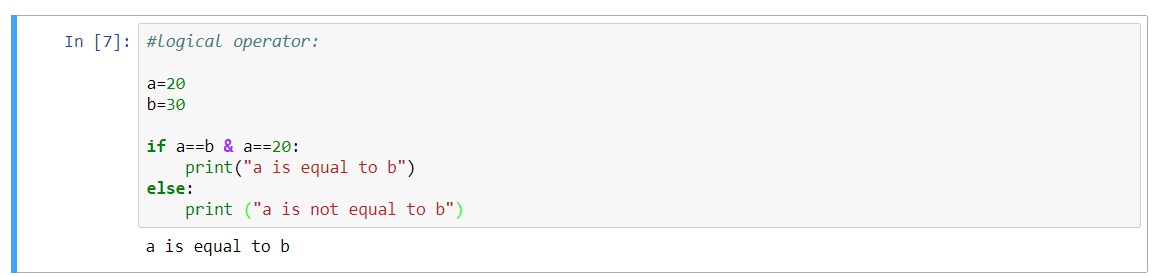 In [7]: #logical operator:
a=20
b=30
if a==b & a==20:
    print("a is equal to b")
else:
    print ("a is not equal to b")
a is equal to b